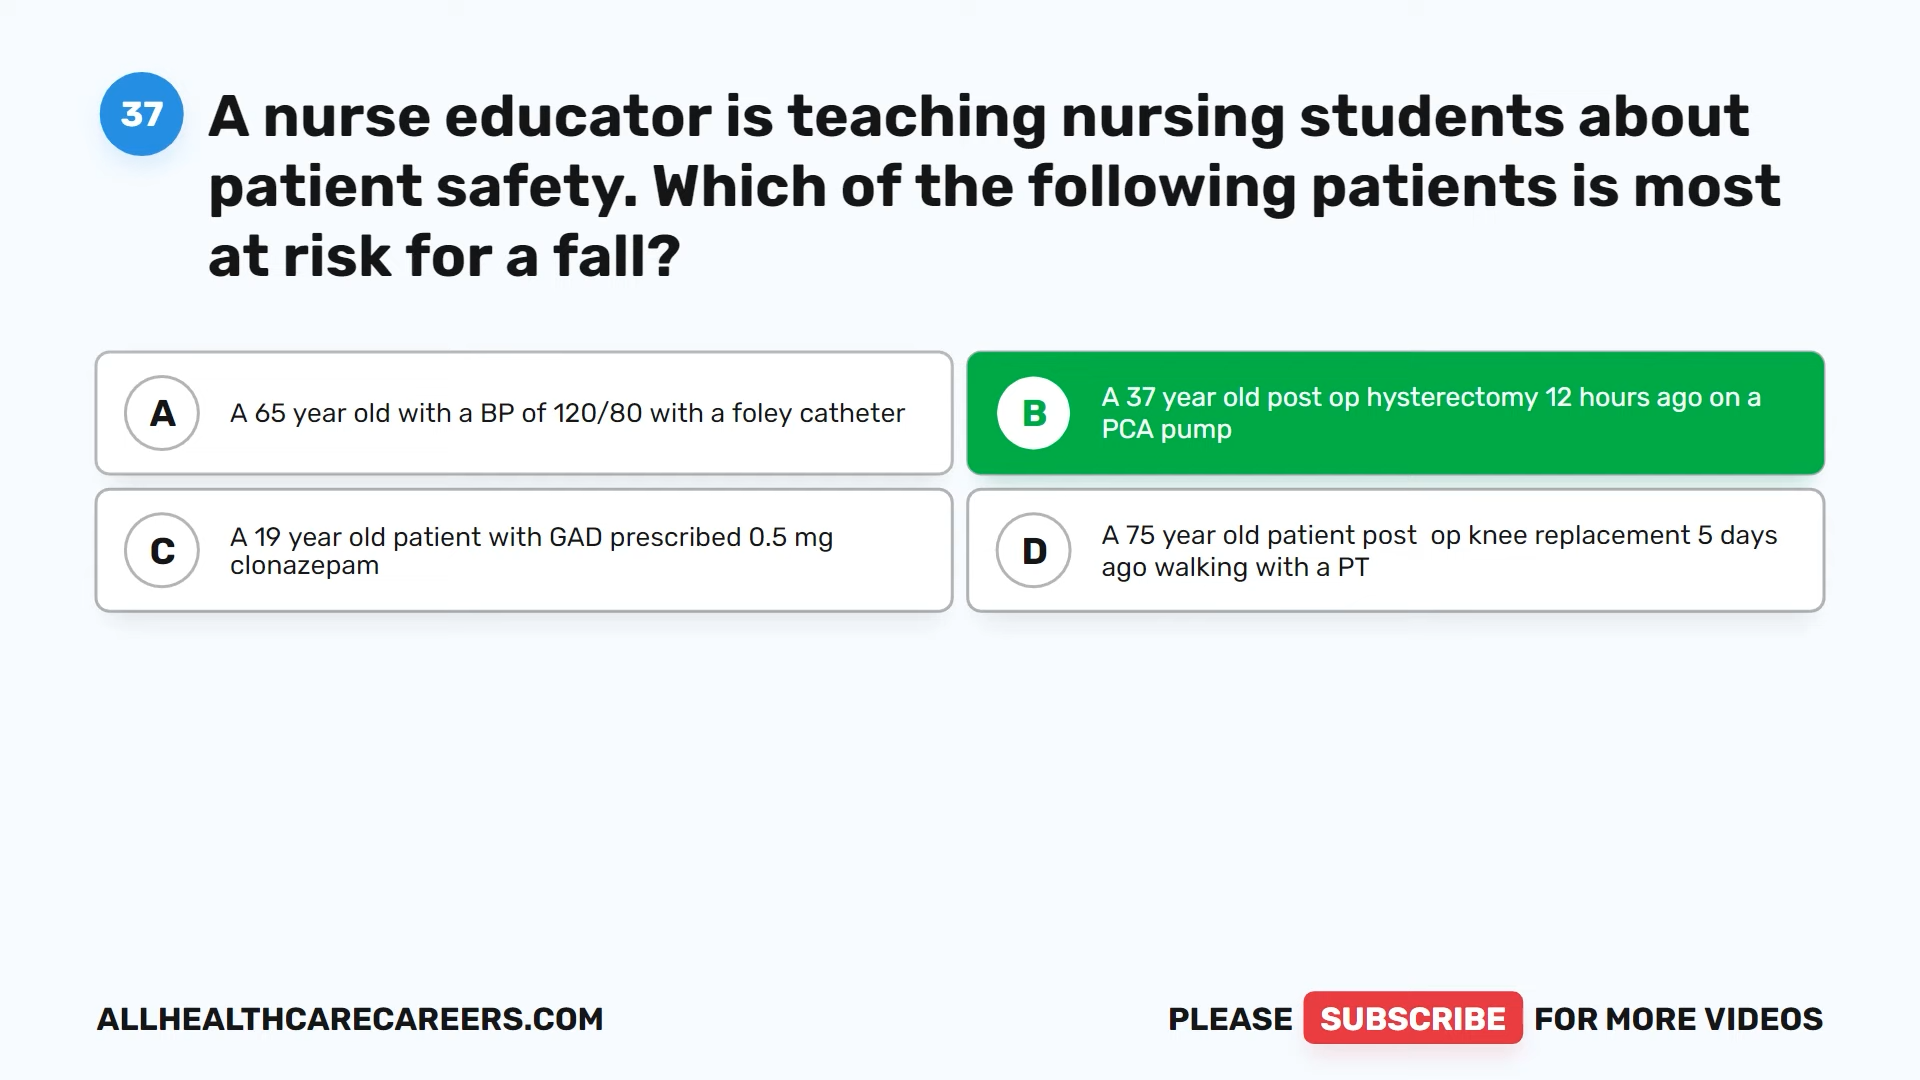 37
A nurse educator is teaching nursing students about
patient safety. Which of the following patients is most
at risk for a fall?
A
A 65 year old with a BP of 120/80 with a foley catheter
B
A 37 year old post op hysterectomy 12 hours ago on a
PCA pump
C
A 19 year old patient with GAD prescribed 0.5 mg
clonazepam
D
A 75 year old patient post  op knee replacement 5 days
ago walking with a PT
ALLHEALTHCARECAREERS.COM
PLEASE SUBSCRIBE FOR MORE VIDEOS